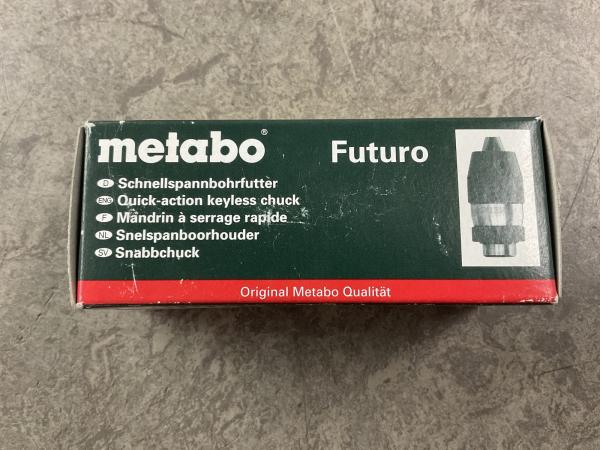 metabo®
Futuro
D Schnellspannbohrfutter
ENG Quick-action keyless chuck
F Mandrin à serrage rapide
NL Snelspanboorhouder
SV Snabbchuck
Original Metabo Qualität